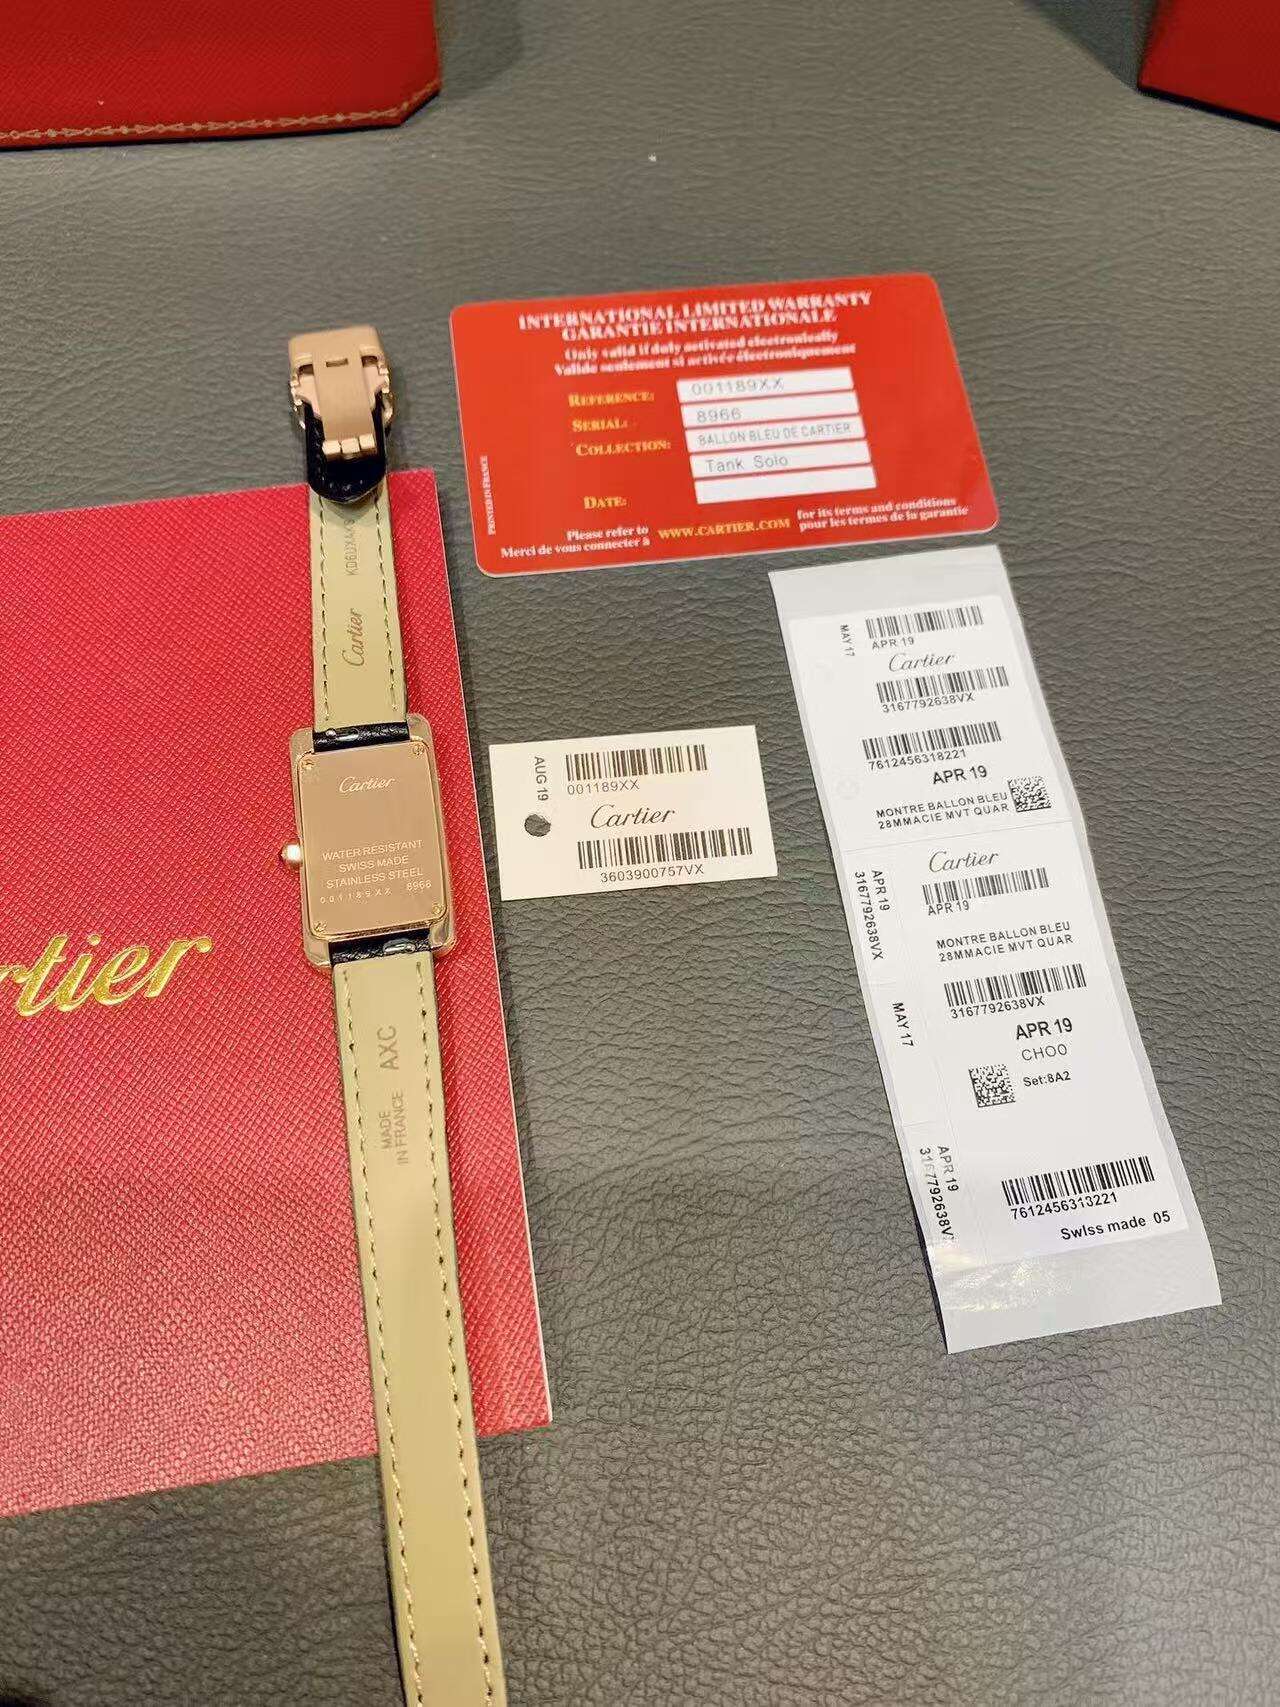 INTERNATIONAL LIMITED WARRANTY
GARANTIE INTERNATIONALE
Only valid if duly activated electronically
Valide seulement si activée électroniquement
REFERENCE: 001189XX
SERIAL: 8966
COLLECTION: BALLON BLEU DE CARTIER
Tank Solo
DATE:
Please refer to WWW.CARTIER.COM for its terms and conditions
Merci de vous connecter à pour les termes de la garantie
PRINTED IN FRANCE
Cartier
Cartier
WATER RESISTANT
SWISS MADE
STAINLESS STEEL
001189XX 8966
AXC
MADE
IN FRANCE
rtier
AUG 19
001189XX
Cartier
3603900757VX
MAY 17
APR 19
Cartier
3167792638VX
7612456318221
APR 19
MONTRE BALLON BLEU
28MMACIE MVT QUAR
Cartier
APR 19
APR 19
3167792638VX
MONTRE BALLON BLEU
28MMACIE MVT QUAR
3167792638VX
MAY 17
APR 19
CHOO
Set:8A2
APR 19
3167792638V
7612456313221
Swiss made 05